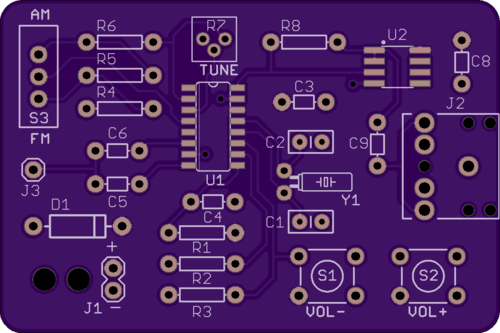 AM
R6
R7
R8
U2
C8
R5
TUNE
R4
C3
J2
S3
FM
C6
C2
C9
J3
U1
C5
Y1
D1
C4
C1
R1
+
S1
S2
R2
J1
-
R3
VOL-
VOL+